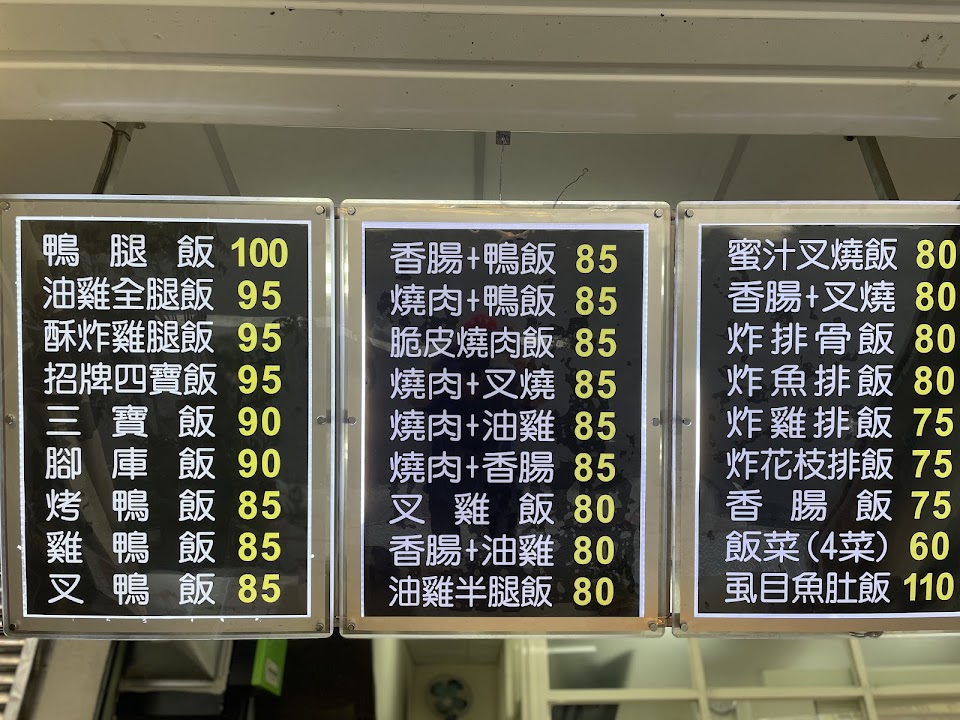 鴨腿飯 100
油雞全腿飯 95
酥炸雞腿飯 95
招牌四寶飯 95
三寶飯 90
腳庫飯 90
烤鴨飯 85
雞鴨飯 85
叉鴨飯 85
香腸+鴨飯 85
燒肉+鴨飯 85
脆皮燒肉飯 85
燒肉+叉燒 85
燒肉+油雞 85
燒肉+香腸 85
叉雞飯 80
香腸+油雞 80
油雞半腿飯 80
蜜汁叉燒飯 80
香腸+叉燒 80
炸排骨飯 80
炸魚排飯 80
炸雞排飯 75
炸花枝排飯 75
香腸飯 75
飯菜(4菜) 60
虱目魚肚飯 110